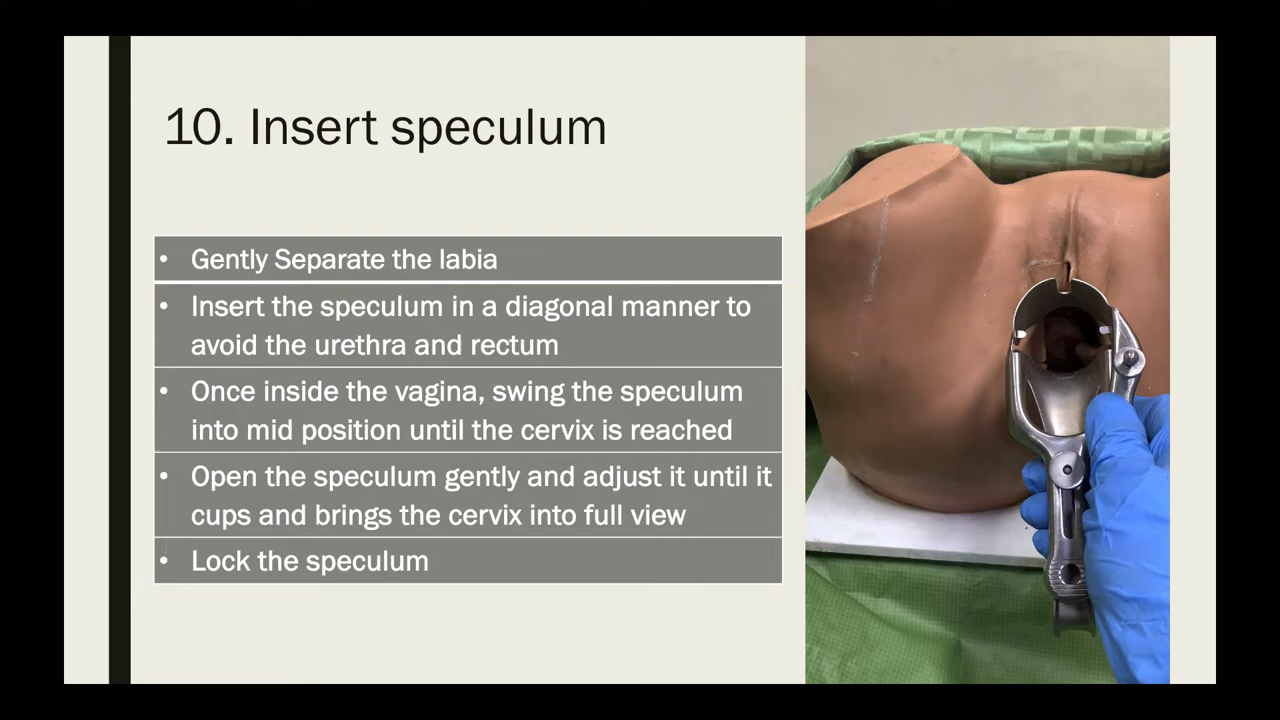 10. Insert speculum
• Gently Separate the labia
• Insert the speculum in a diagonal manner to
avoid the urethra and rectum
• Once inside the vagina, swing the speculum
into mid position until the cervix is reached
• Open the speculum gently and adjust it until it
cups and brings the cervix into full view
• Lock the speculum